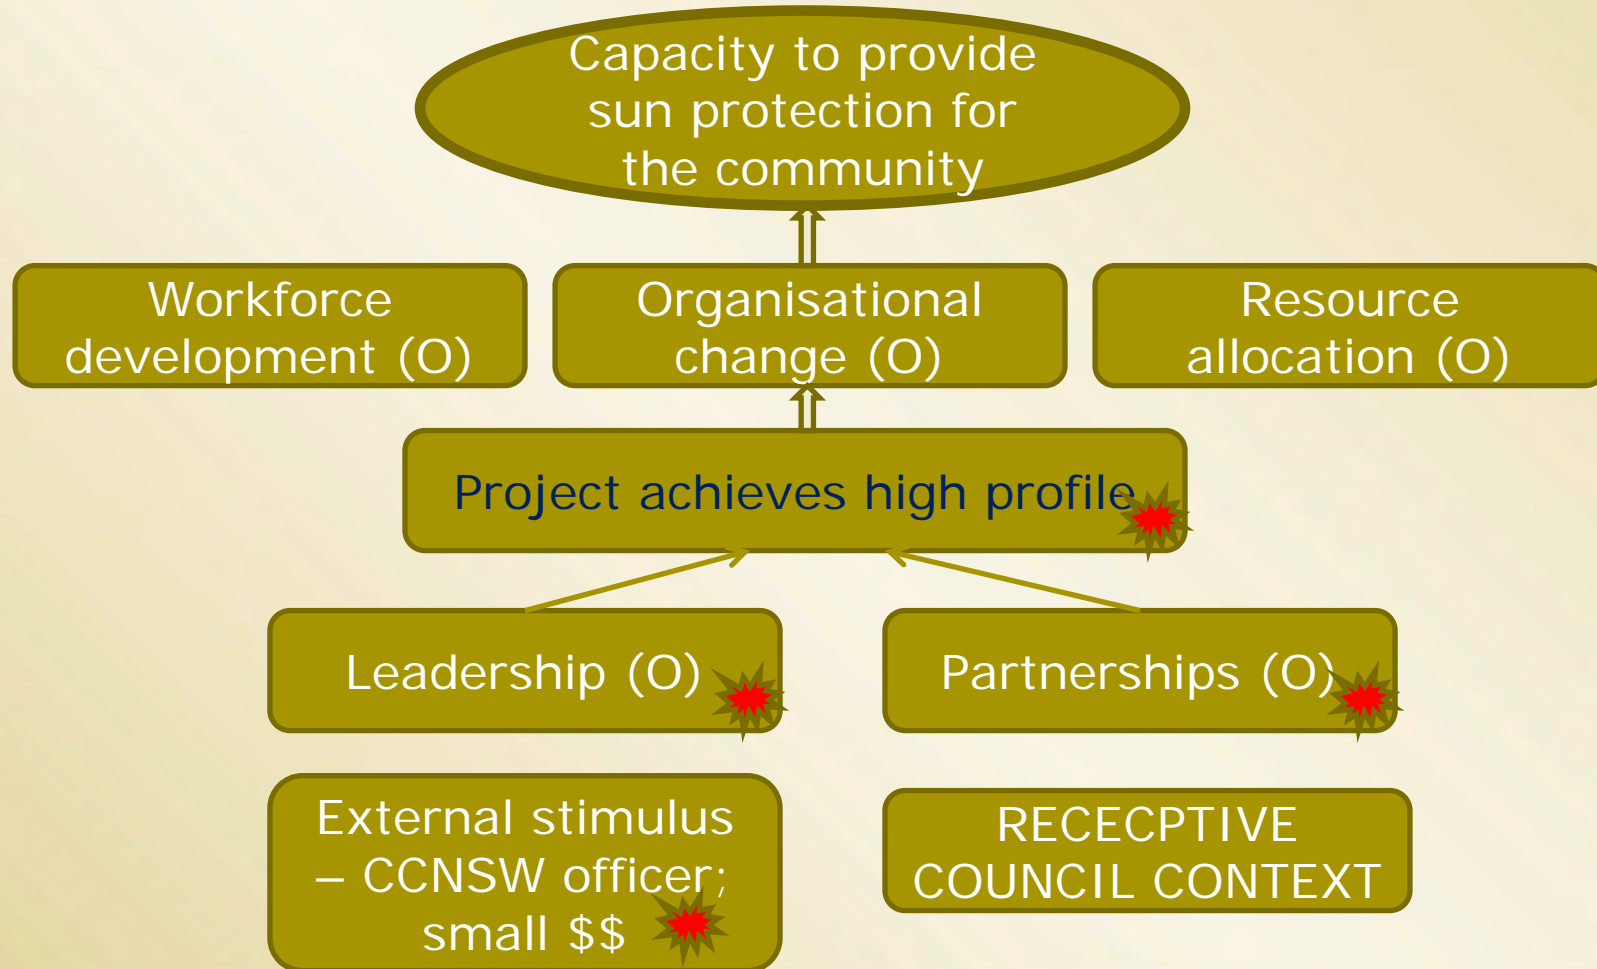 Capacity to provide
sun protection for
the community
Workforce
development (O)
Organisational
change (O)
Resource
allocation (O)
Project achieves high profile
Leadership (O)
Partnerships (O)
External stimulus
– CCNSW officer;
small $$
RECECPTIVE
COUNCIL CONTEXT